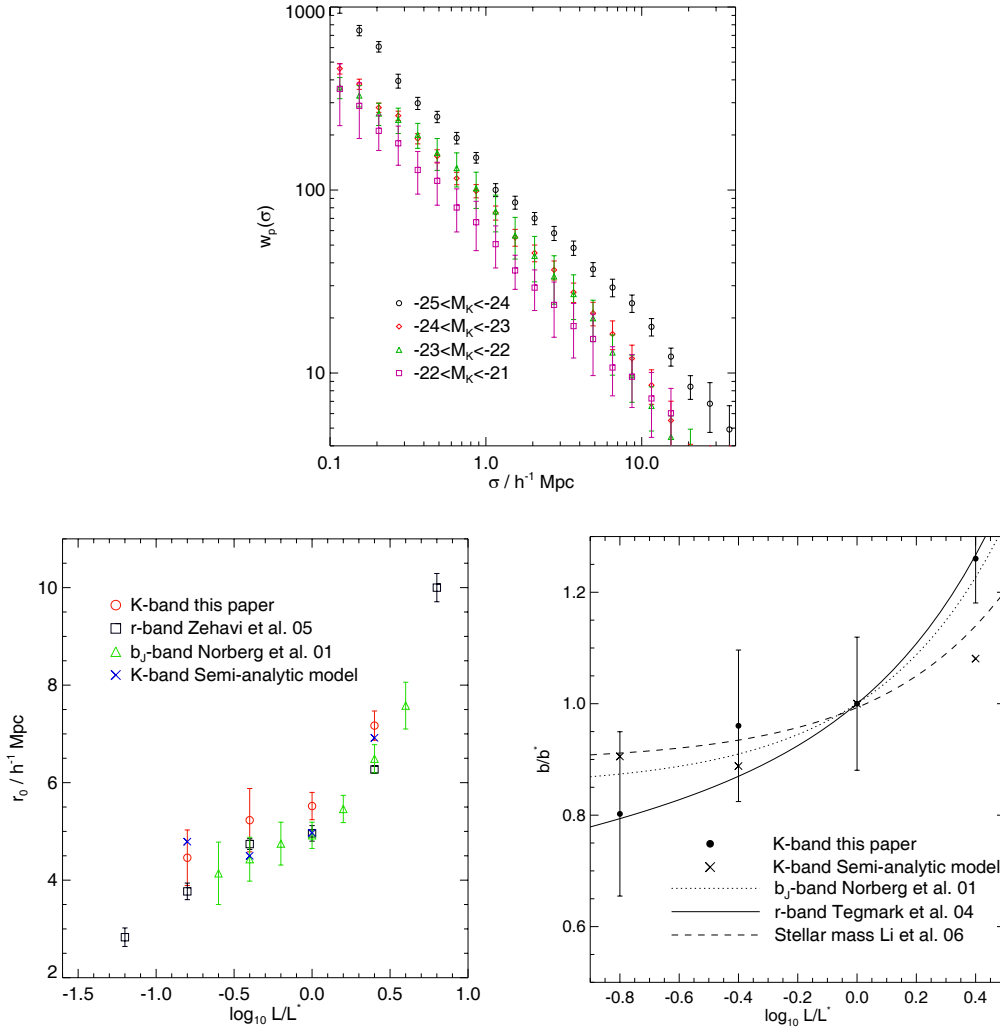 1000
100
10
w_p(σ)
-25<M_K<-24
-24<M_K<-23
-23<M_K<-22
-22<M_K<-21
0.1 1.0 10.0
σ / h⁻¹ Mpc
10
8
6
4
2
r₀ / h⁻¹ Mpc
K-band this paper
r-band Zehavi et al. 05
b_J-band Norberg et al. 01
K-band Semi-analytic model
-1.5 -1.0 -0.5 0.0 0.5 1.0
log₁₀ L/L*
1.2
1.0
0.8
0.6
b/b*
K-band this paper
K-band Semi-analytic model
b_J-band Norberg et al. 01
r-band Tegmark et al. 04
Stellar mass Li et al. 06
-0.8 -0.6 -0.4 -0.2 0.0 0.2 0.4
log₁₀ L/L*